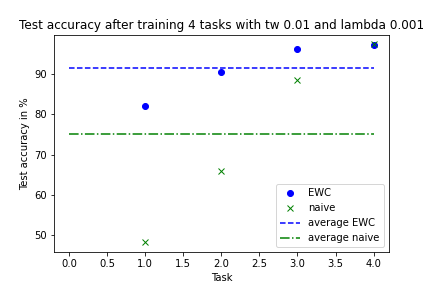 Test accuracy after training 4 tasks with tw 0.01 and lambda 0.001
Test accuracy in %
90
80
70
60
50
EWC
naive
average EWC
average naive
0.0 0.5 1.0 1.5 2.0 2.5 3.0 3.5 4.0
Task